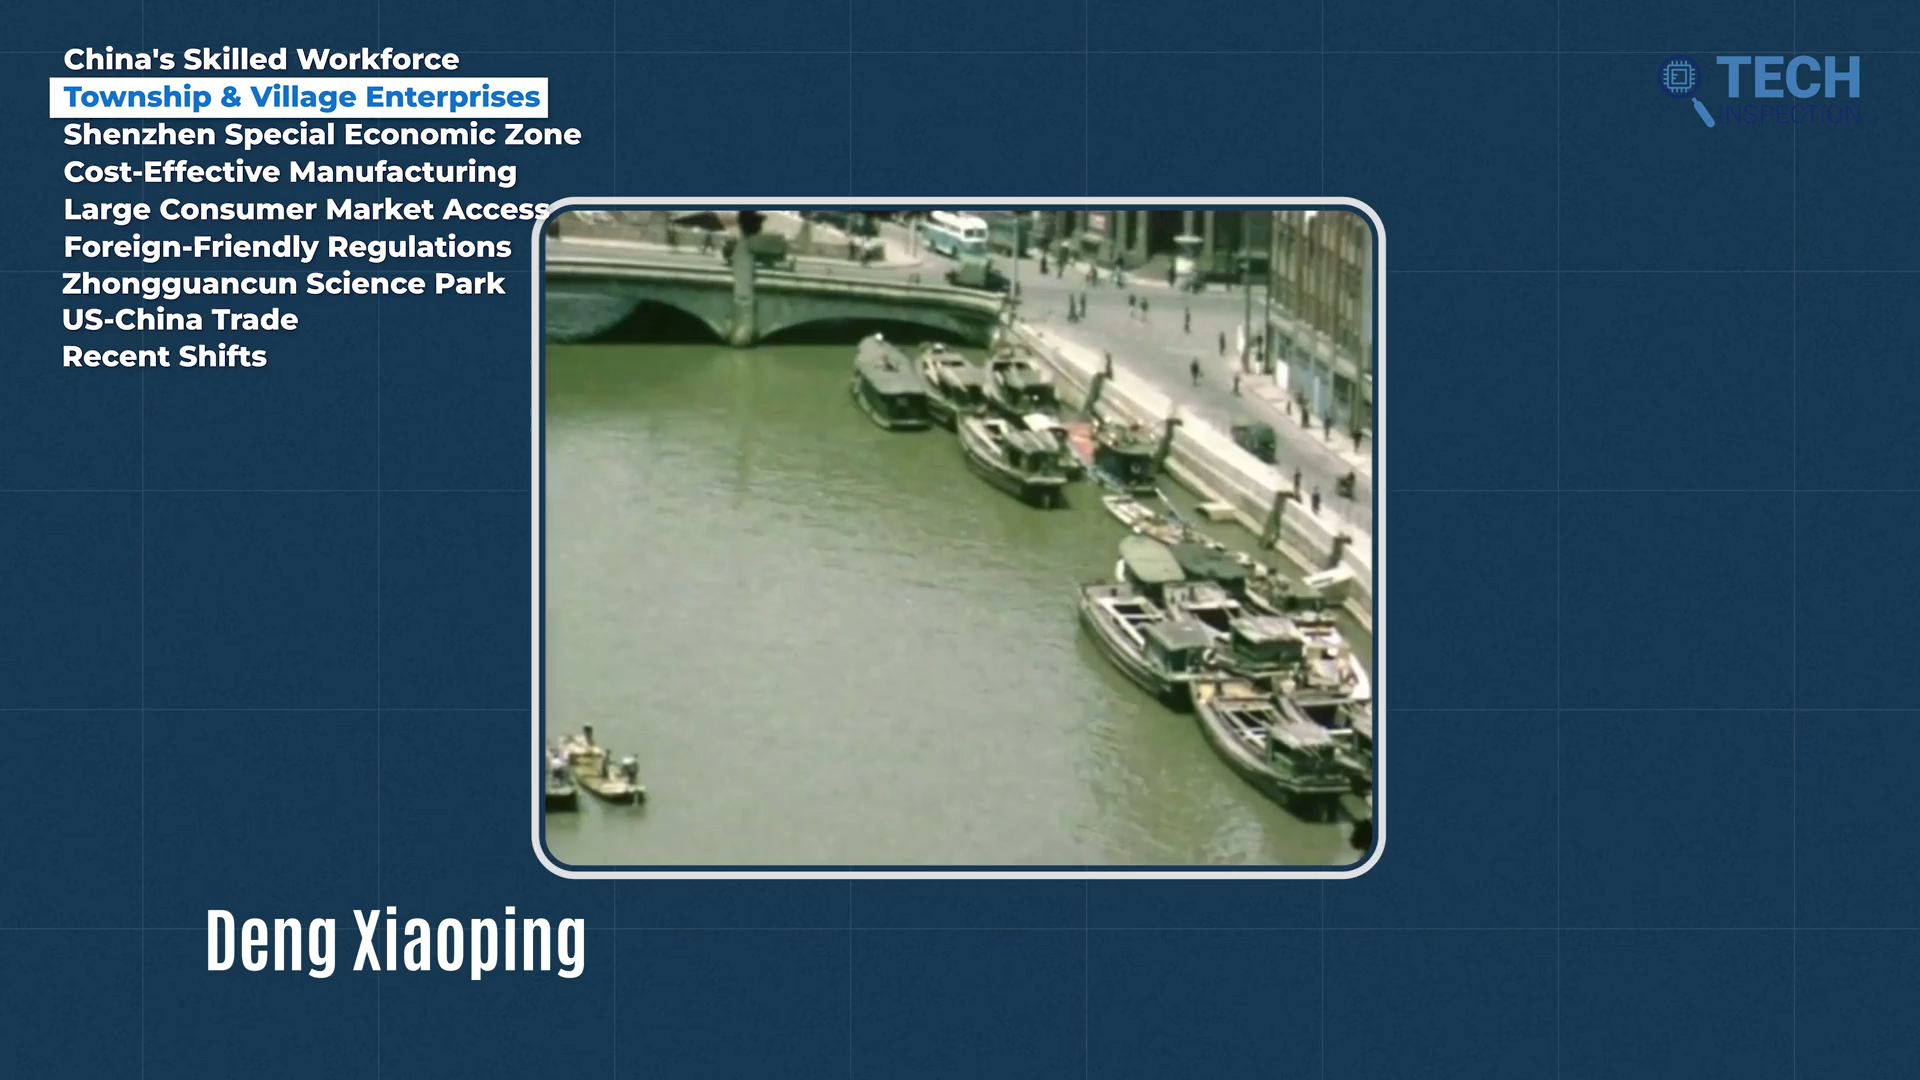 China's Skilled Workforce
Township & Village Enterprises
Shenzhen Special Economic Zone
Cost-Effective Manufacturing
Large Consumer Market Access
Foreign-Friendly Regulations
Zhongguancun Science Park
US-China Trade
Recent Shifts
TECH
INSPECTION
Deng Xiaoping